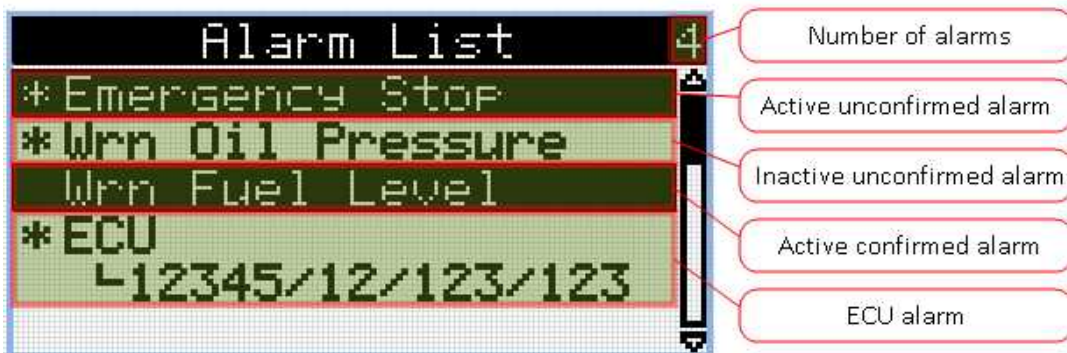 Alarm List 4
* Emergency Stop
* Wrn Oil Pressure
Wrn Fuel Level
* ECU
12345/12/123/123
Number of alarms
Active unconfirmed alarm
Inactive unconfirmed alarm
Active confirmed alarm
ECU alarm